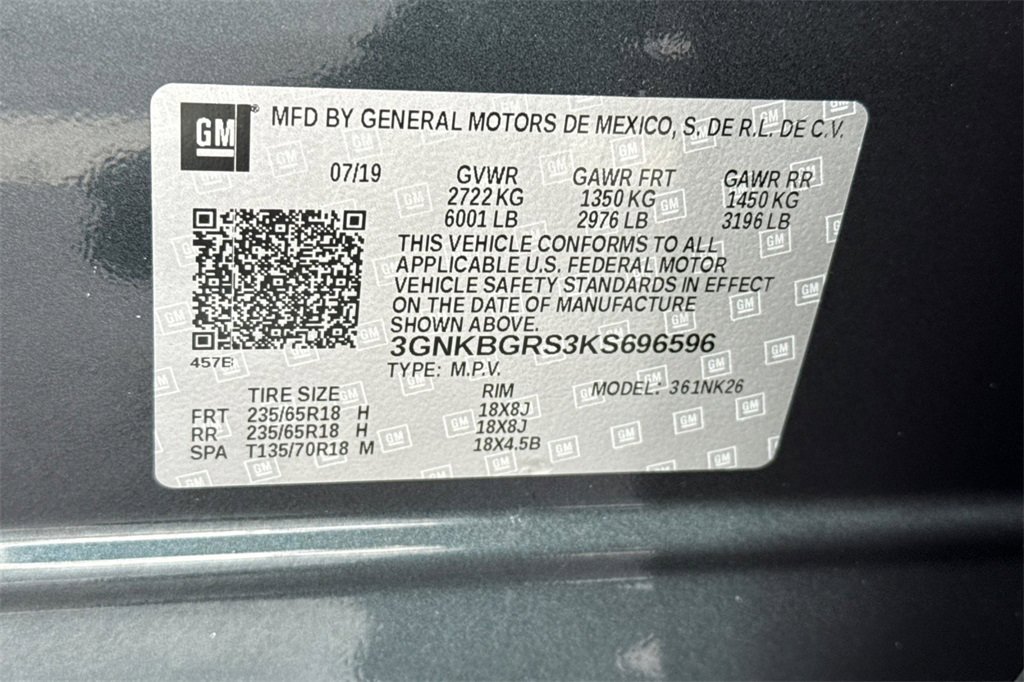 GM ® MFD BY GENERAL MOTORS DE MEXICO, S. DE R.L. DE C.V.
07/19 GVWR GAWR FRT GAWR RR
2722 KG 1350 KG 1450 KG
6001 LB 2976 LB 3196 LB
THIS VEHICLE CONFORMS TO ALL
APPLICABLE U.S. FEDERAL MOTOR
VEHICLE SAFETY STANDARDS IN EFFECT
ON THE DATE OF MANUFACTURE
SHOWN ABOVE.
3GNKBGRS3KS696596
457E
TYPE: M.P.V. MODEL: 361NK26
TIRE SIZE RIM
FRT 235/65R18 H 18X8J
RR 235/65R18 H 18X8J
SPA T135/70R18 M 18X4.5B